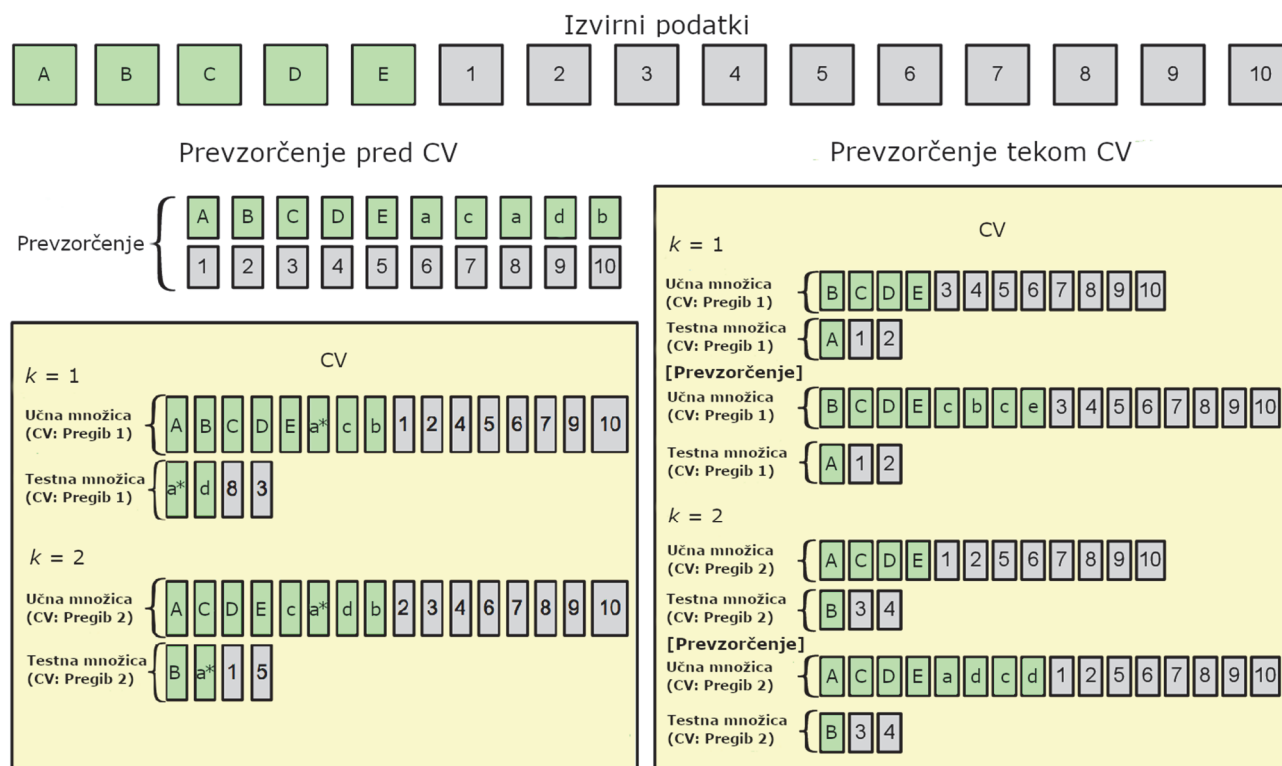 Izvirni podatki
A B C D E 1 2 3 4 5 6 7 8 9 10
Prevzorčenje pred CV
Prevzorčenje
A B C D E a c a d b
1 2 3 4 5 6 7 8 9 10
CV
k = 1
Učna množica
(CV: Pregib 1)
A B C D E a* c b 1 2 4 5 6 7 9 10
Testna množica
(CV: Pregib 1)
a* d 8 3
k = 2
Učna množica
(CV: Pregib 2)
A C D E c a* d b 2 3 4 6 7 8 9 10
Testna množica
(CV: Pregib 2)
B a* 1 5
Prevzorčenje tekom CV
CV
k = 1
Učna množica
(CV: Pregib 1)
B C D E 3 4 5 6 7 8 9 10
Testna množica
(CV: Pregib 1)
A 1 2
[Prevzorčenje]
Učna množica
(CV: Pregib 1)
B C D E c b c e 3 4 5 6 7 8 9 10
Testna množica
(CV: Pregib 1)
A 1 2
k = 2
Učna množica
(CV: Pregib 2)
A C D E 1 2 5 6 7 8 9 10
Testna množica
(CV: Pregib 2)
B 3 4
[Prevzorčenje]
Učna množica
(CV: Pregib 2)
A C D E a d c d 1 2 5 6 7 8 9 10
Testna množica
(CV: Pregib 2)
B 3 4